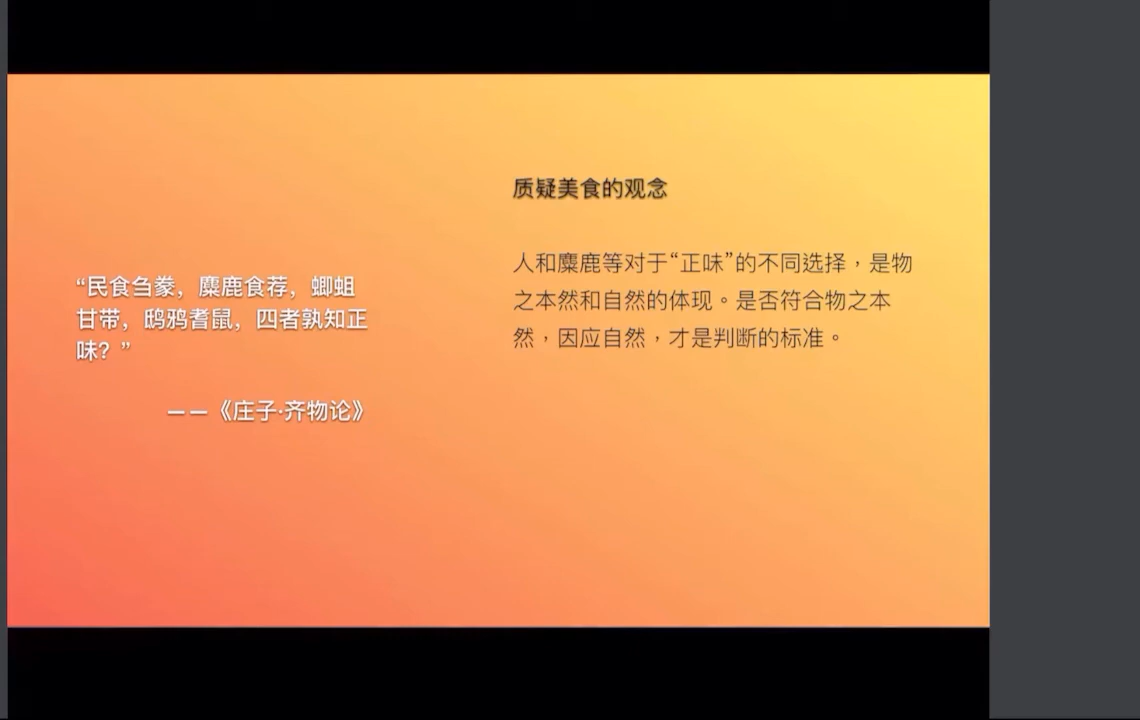 “民食刍豢，麋鹿食荐，蝍蛆
甘带，鸱鸦耆鼠，四者孰知正
味？”
——《庄子·齐物论》
质疑美食的观念
人和麋鹿等对于“正味”的不同选择，是物
之本然和自然的体现。是否符合物之本
然，因应自然，才是判断的标准。